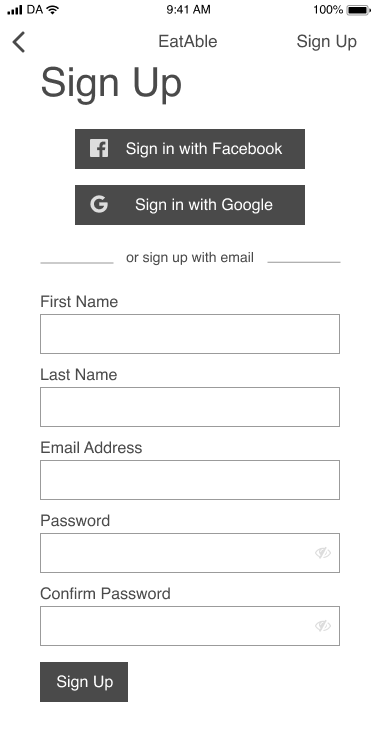 DA 9:41 AM 100%
EatAble Sign Up
Sign Up
Sign in with Facebook
G Sign in with Google
or sign up with email
First Name
Last Name
Email Address
Password
Confirm Password
Sign Up